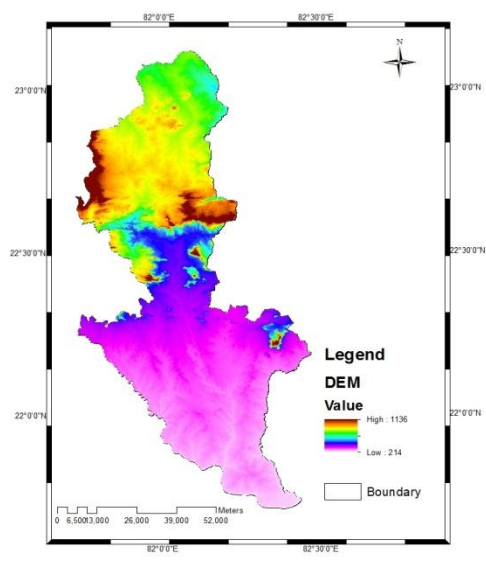 82°0'0"E 82°30'0"E
N
23°0'0"N 23°0'0"N
22°30'0"N 22°30'0"N
Legend
DEM
Value
High : 1136
Low : 214
22°0'0"N 22°0'0"N
Boundary
Meters
0 6,50013,000 26,000 39,000 52,000
82°0'0"E 82°30'0"E